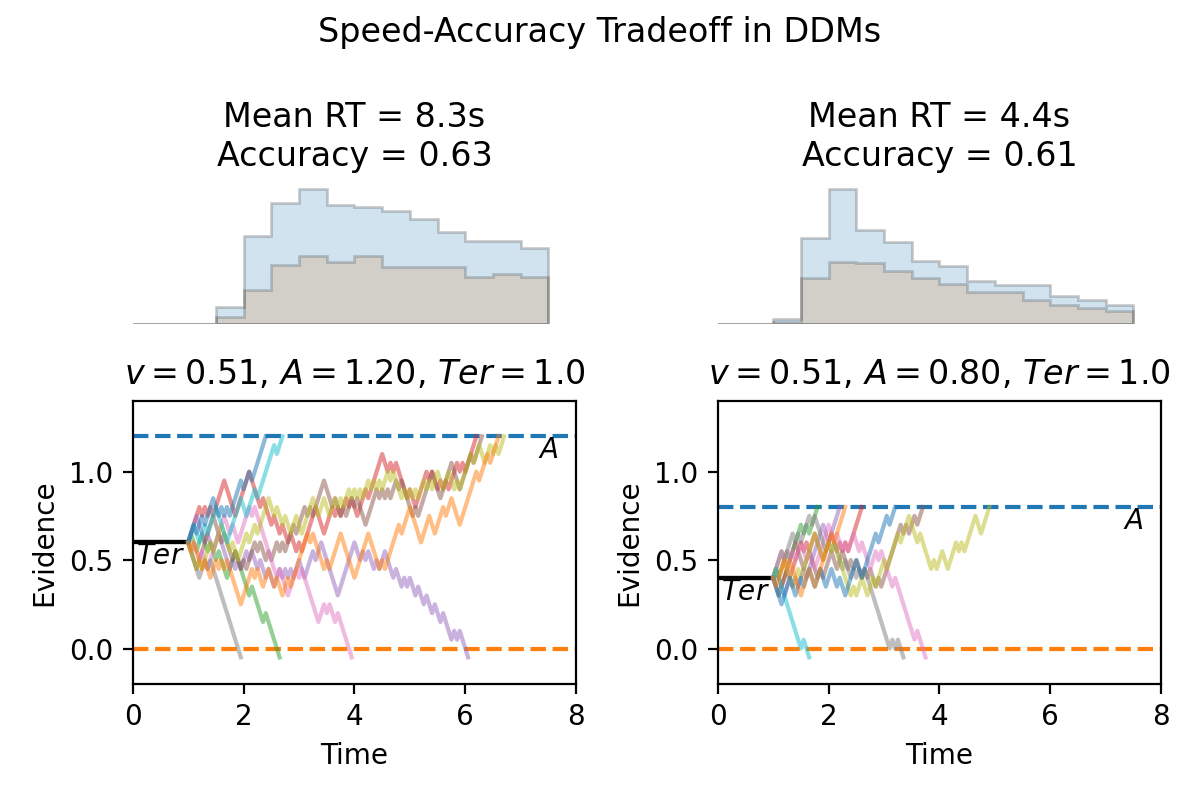 Speed-Accuracy Tradeoff in DDMs
Mean RT = 8.3s
Accuracy = 0.63
Mean RT = 4.4s
Accuracy = 0.61
v = 0.51, A = 1.20, Ter = 1.0
v = 0.51, A = 0.80, Ter = 1.0
Evidence
1.0
0.5
0.0
A
Ter
0 2 4 6 8
Time
Evidence
1.0
0.5
0.0
A
Ter
0 2 4 6 8
Time